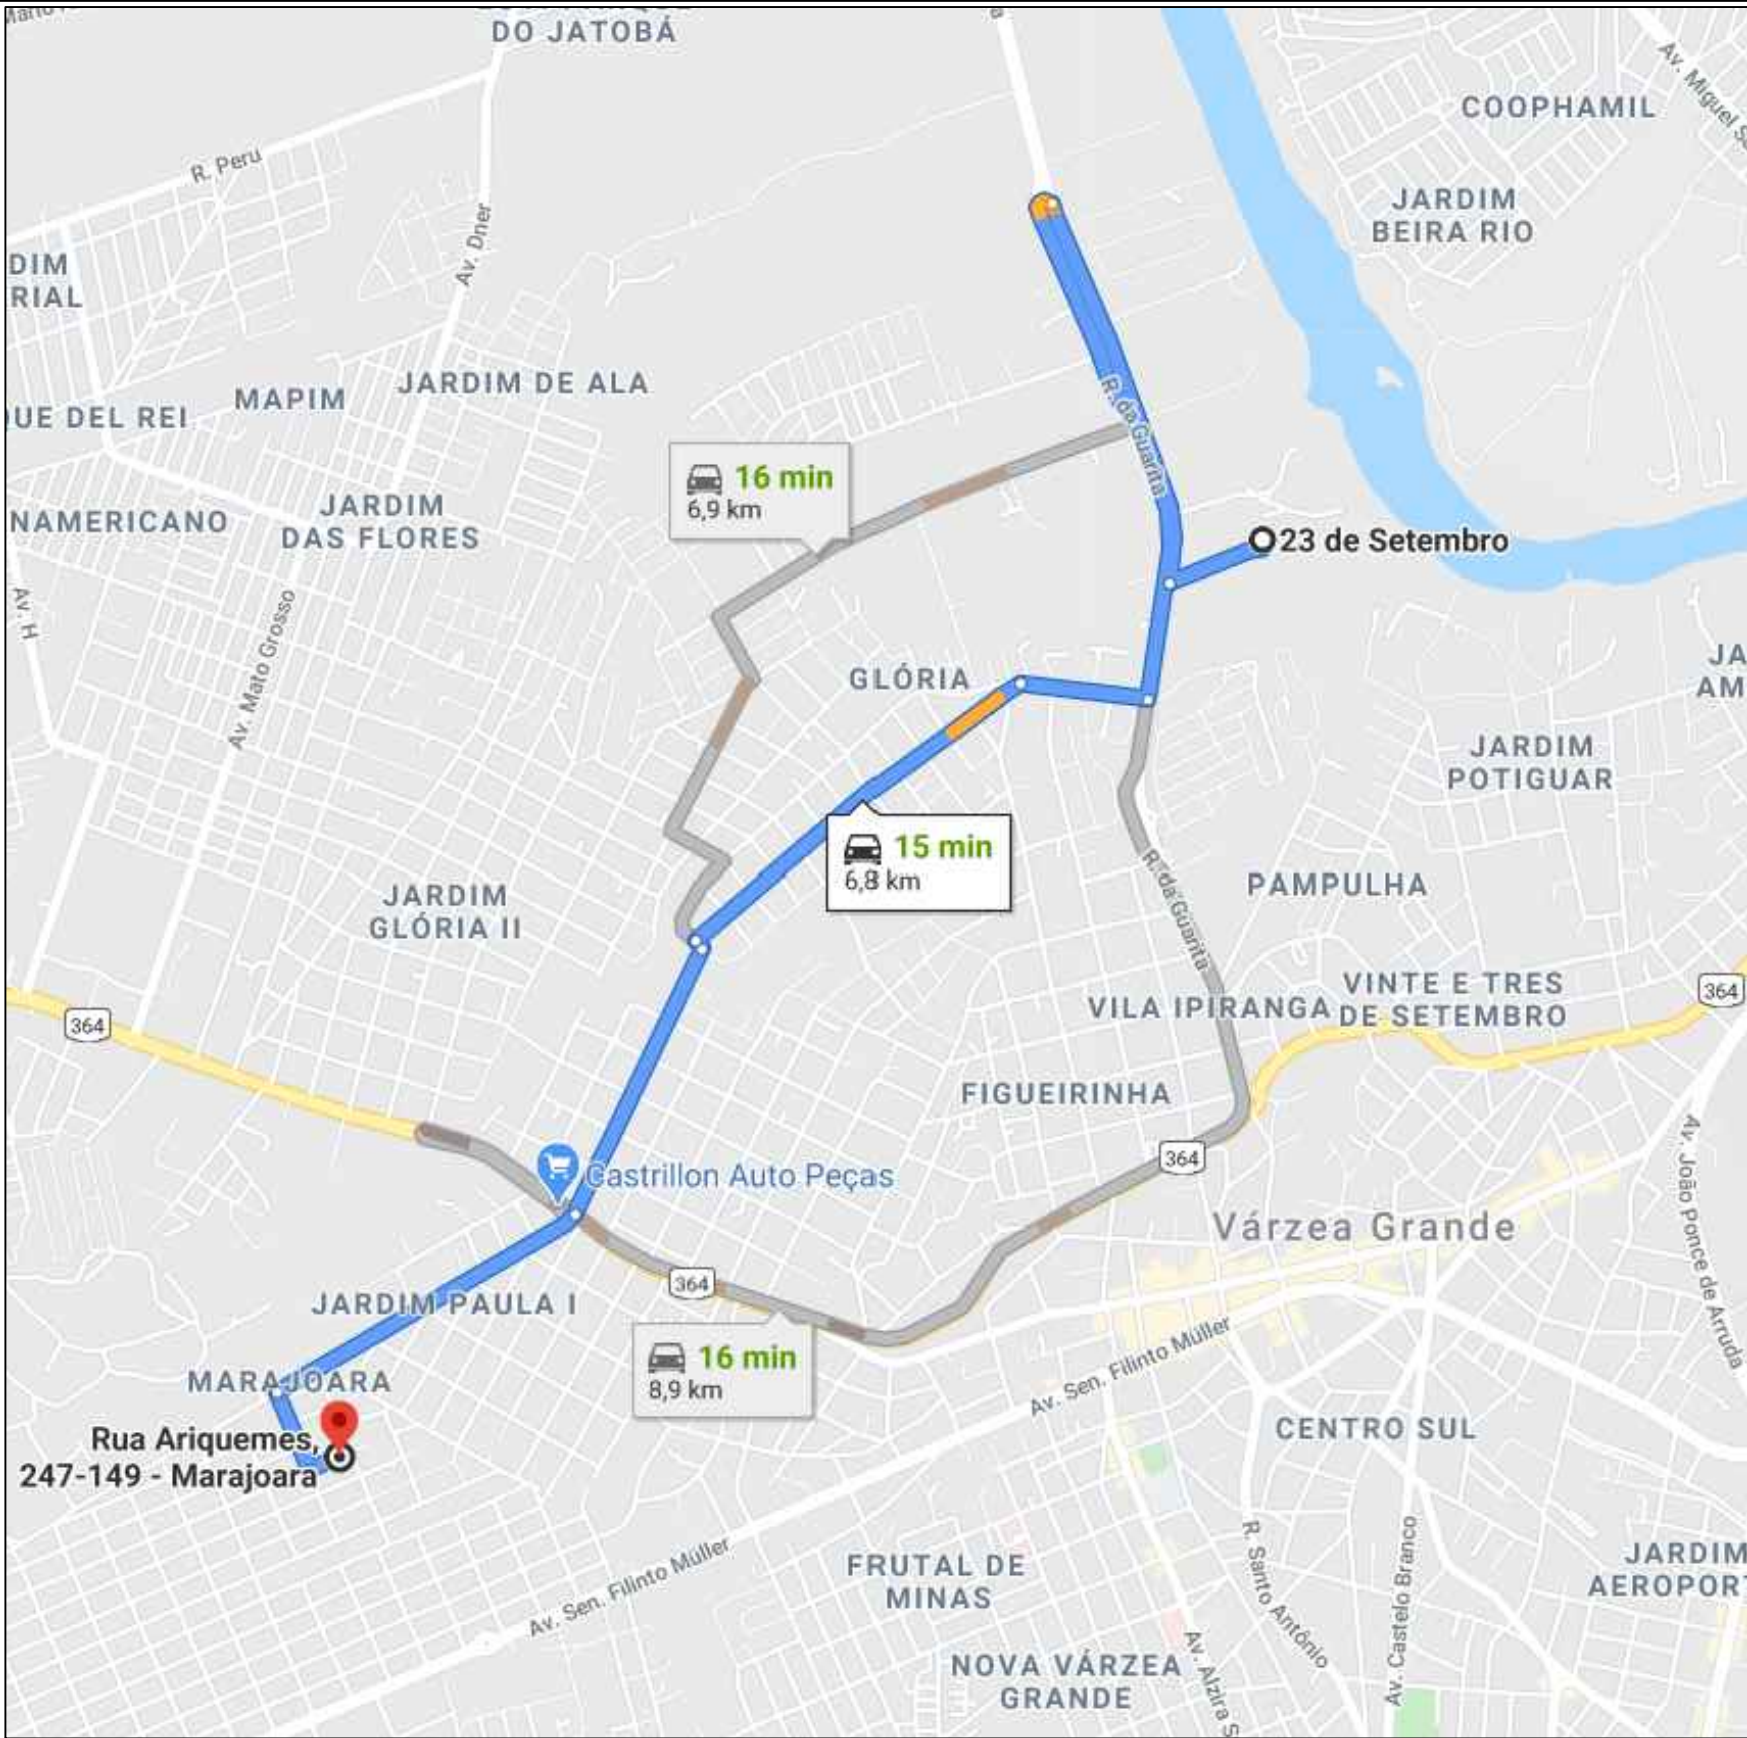 DO JATOBÁ
COOPHAMIL
Av. Miguel
R. Peru
JARDIM
BEIRA RIO
Av. Dner
DIM
RIAL
JARDIM DE ALA
MAPIM
UE DEL REI
R. da Guarita
16 min
6,9 km
JARDIM
DAS FLORES
NAMERICANO
23 de Setembro
Av. H
Av. Mato Grosso
GLÓRIA
JA
AM
JARDIM
POTIGUAR
15 min
6,8 km
R. da Guarita
PAMPULHA
JARDIM
GLÓRIA II
VINTE E TRES
DE SETEMBRO
VILA IPIRANGA
364
364
FIGUEIRINHA
364
Castrillon Auto Peças
Av. João Ponce de Arruda
Várzea Grande
364
JARDIM PAULA I
16 min
8,9 km
Av. Sen. Filinto Müller
MARAJOARA
Rua Ariquemes,
247-149 - Marajoara
CENTRO SUL
Av. Sen. Filinto Müller
FRUTAL DE
MINAS
R. Santo Antônio
Av. Castelo Branco
JARDIM
AEROPOR
NOVA VÁRZEA
GRANDE
Av. Alzira S